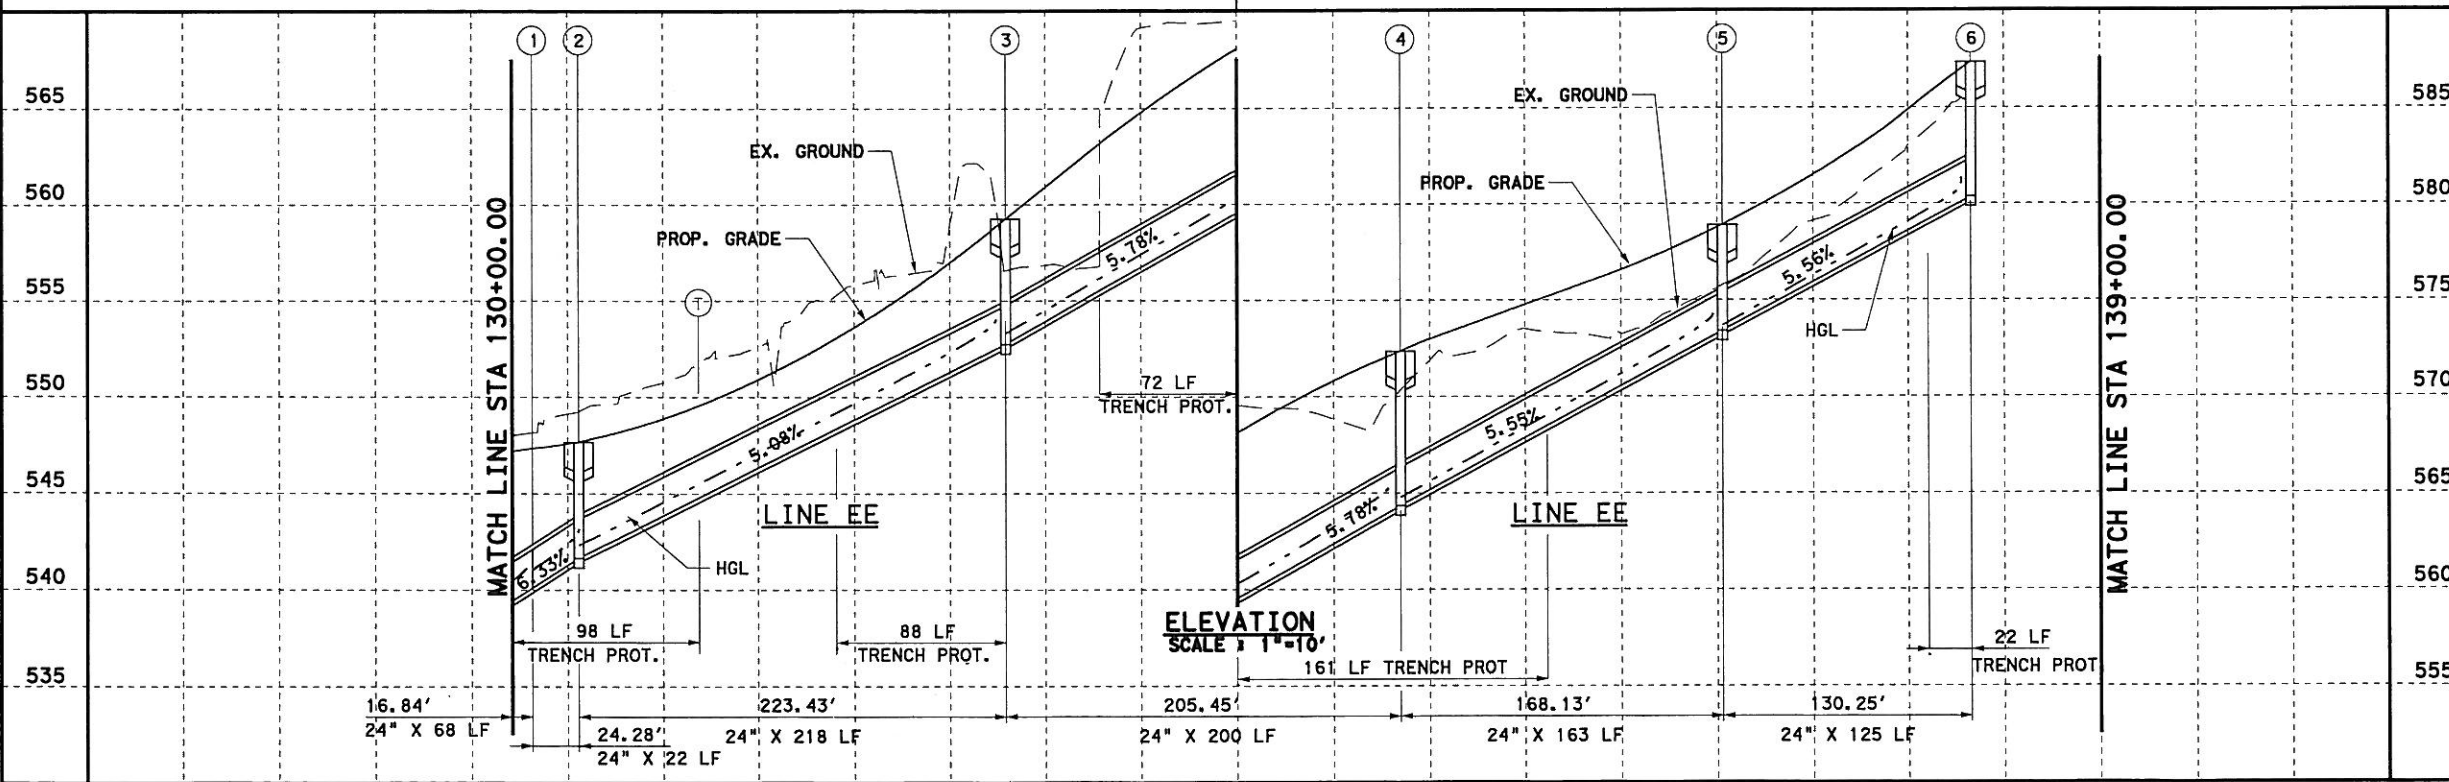 1
2
3
4
5
6
565
560
555
550
545
540
535
585
580
575
570
565
560
555
MATCH LINE STA 130+00.00
EX. GROUND
PROP. GRADE
T
5.08%
6.33%
5.78%
LINE EE
HGL
72 LF
TRENCH PROT.
98 LF
TRENCH PROT.
88 LF
TRENCH PROT.
EX. GROUND
PROP. GRADE
5.78%
5.55%
5.56%
LINE EE
HGL
ELEVATION
SCALE : 1"=10'
161 LF TRENCH PROT
22 LF
TRENCH PROT
MATCH LINE STA 139+00.00
16.84'
24" X 68 LF
24.28'
24" X 22 LF
223.43'
24" X 218 LF
205.45'
24" X 200 LF
168.13'
24" X 163 LF
130.25'
24" X 125 LF